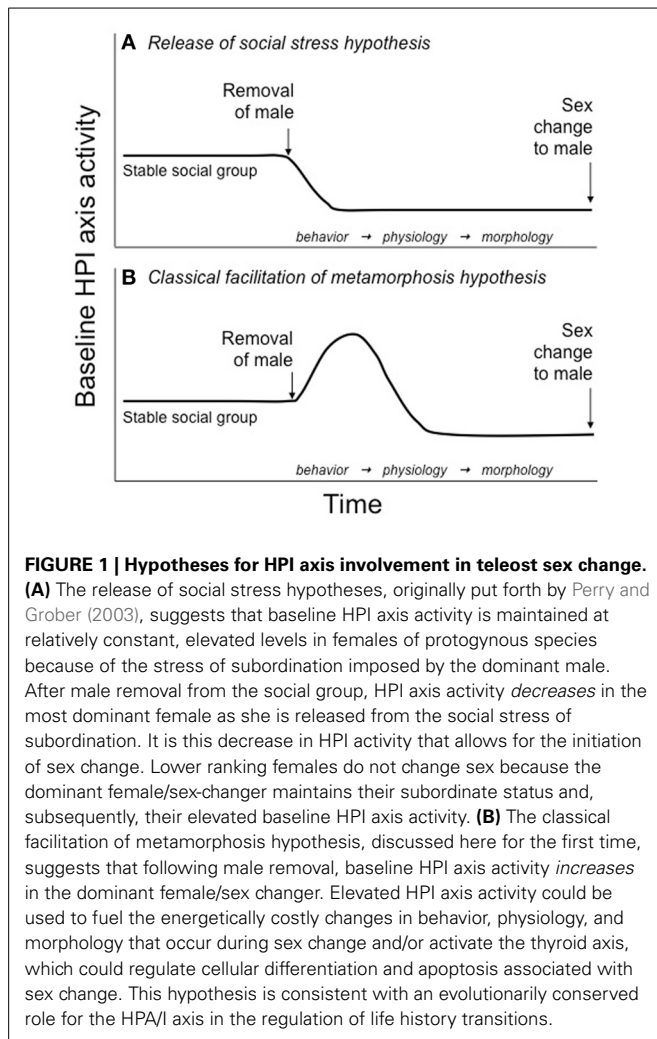 A Release of social stress hypothesis
Removal
of male
Sex
change
to male
Stable social group
behavior → physiology → morphology
B Classical facilitation of metamorphosis hypothesis
Removal
of male
Sex
change
to male
Stable social group
behavior → physiology → morphology
Baseline HPI axis activity
Time
FIGURE 1 | Hypotheses for HPI axis involvement in teleost sex change.
(A) The release of social stress hypotheses, originally put forth by Perry and
Grober (2003), suggests that baseline HPI axis activity is maintained at
relatively constant, elevated levels in females of protogynous species
because of the stress of subordination imposed by the dominant male.
After male removal from the social group, HPI axis activity decreases in the
most dominant female as she is released from the social stress of
subordination. It is this decrease in HPI activity that allows for the initiation
of sex change. Lower ranking females do not change sex because the
dominant female/sex-changer maintains their subordinate status and,
subsequently, their elevated baseline HPI axis activity. (B) The classical
facilitation of metamorphosis hypothesis, discussed here for the first time,
suggests that following male removal, baseline HPI axis activity increases
in the dominant female/sex changer. Elevated HPI axis activity could be
used to fuel the energetically costly changes in behavior, physiology, and
morphology that occur during sex change and/or activate the thyroid axis,
which could regulate cellular differentiation and apoptosis associated with
sex change. This hypothesis is consistent with an evolutionarily conserved
role for the HPA/I axis in the regulation of life history transitions.